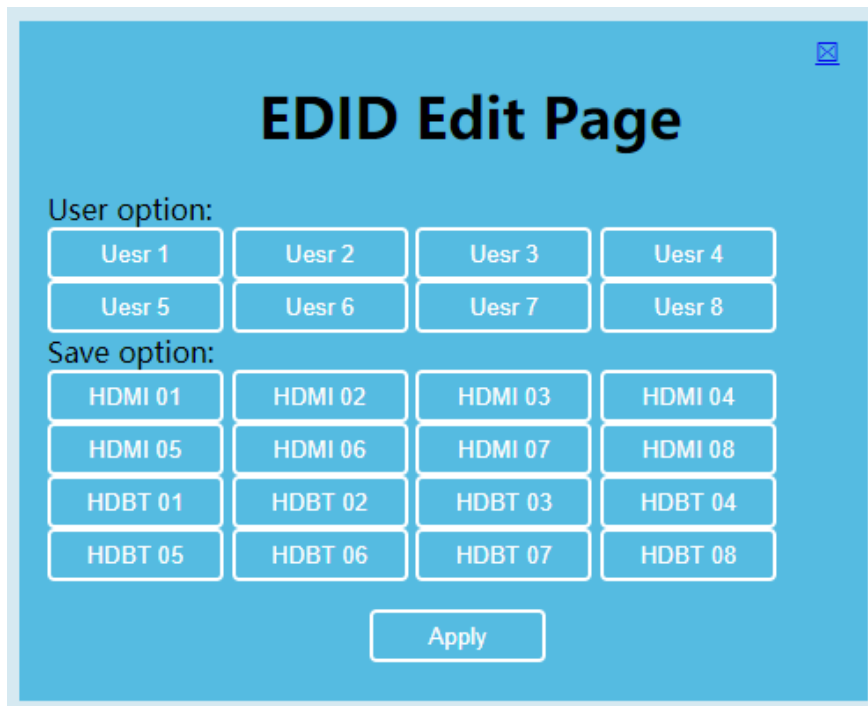 EDID Edit Page
User option:
Uesr 1 Uesr 2 Uesr 3 Uesr 4
Uesr 5 Uesr 6 Uesr 7 Uesr 8
Save option:
HDMI 01 HDMI 02 HDMI 03 HDMI 04
HDMI 05 HDMI 06 HDMI 07 HDMI 08
HDBT 01 HDBT 02 HDBT 03 HDBT 04
HDBT 05 HDBT 06 HDBT 07 HDBT 08
Apply